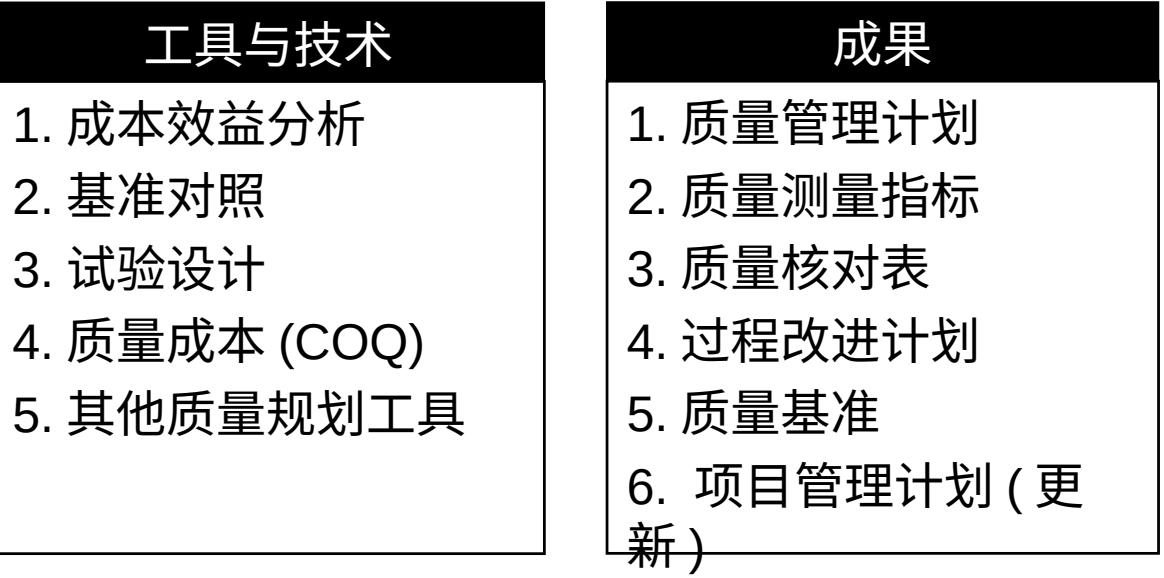 工具与技术
1. 成本效益分析
2. 基准对照
3. 试验设计
4. 质量成本 (COQ)
5. 其他质量规划工具
成果
1. 质量管理计划
2. 质量测量指标
3. 质量核对表
4. 过程改进计划
5. 质量基准
6. 项目管理计划 ( 更
新 )